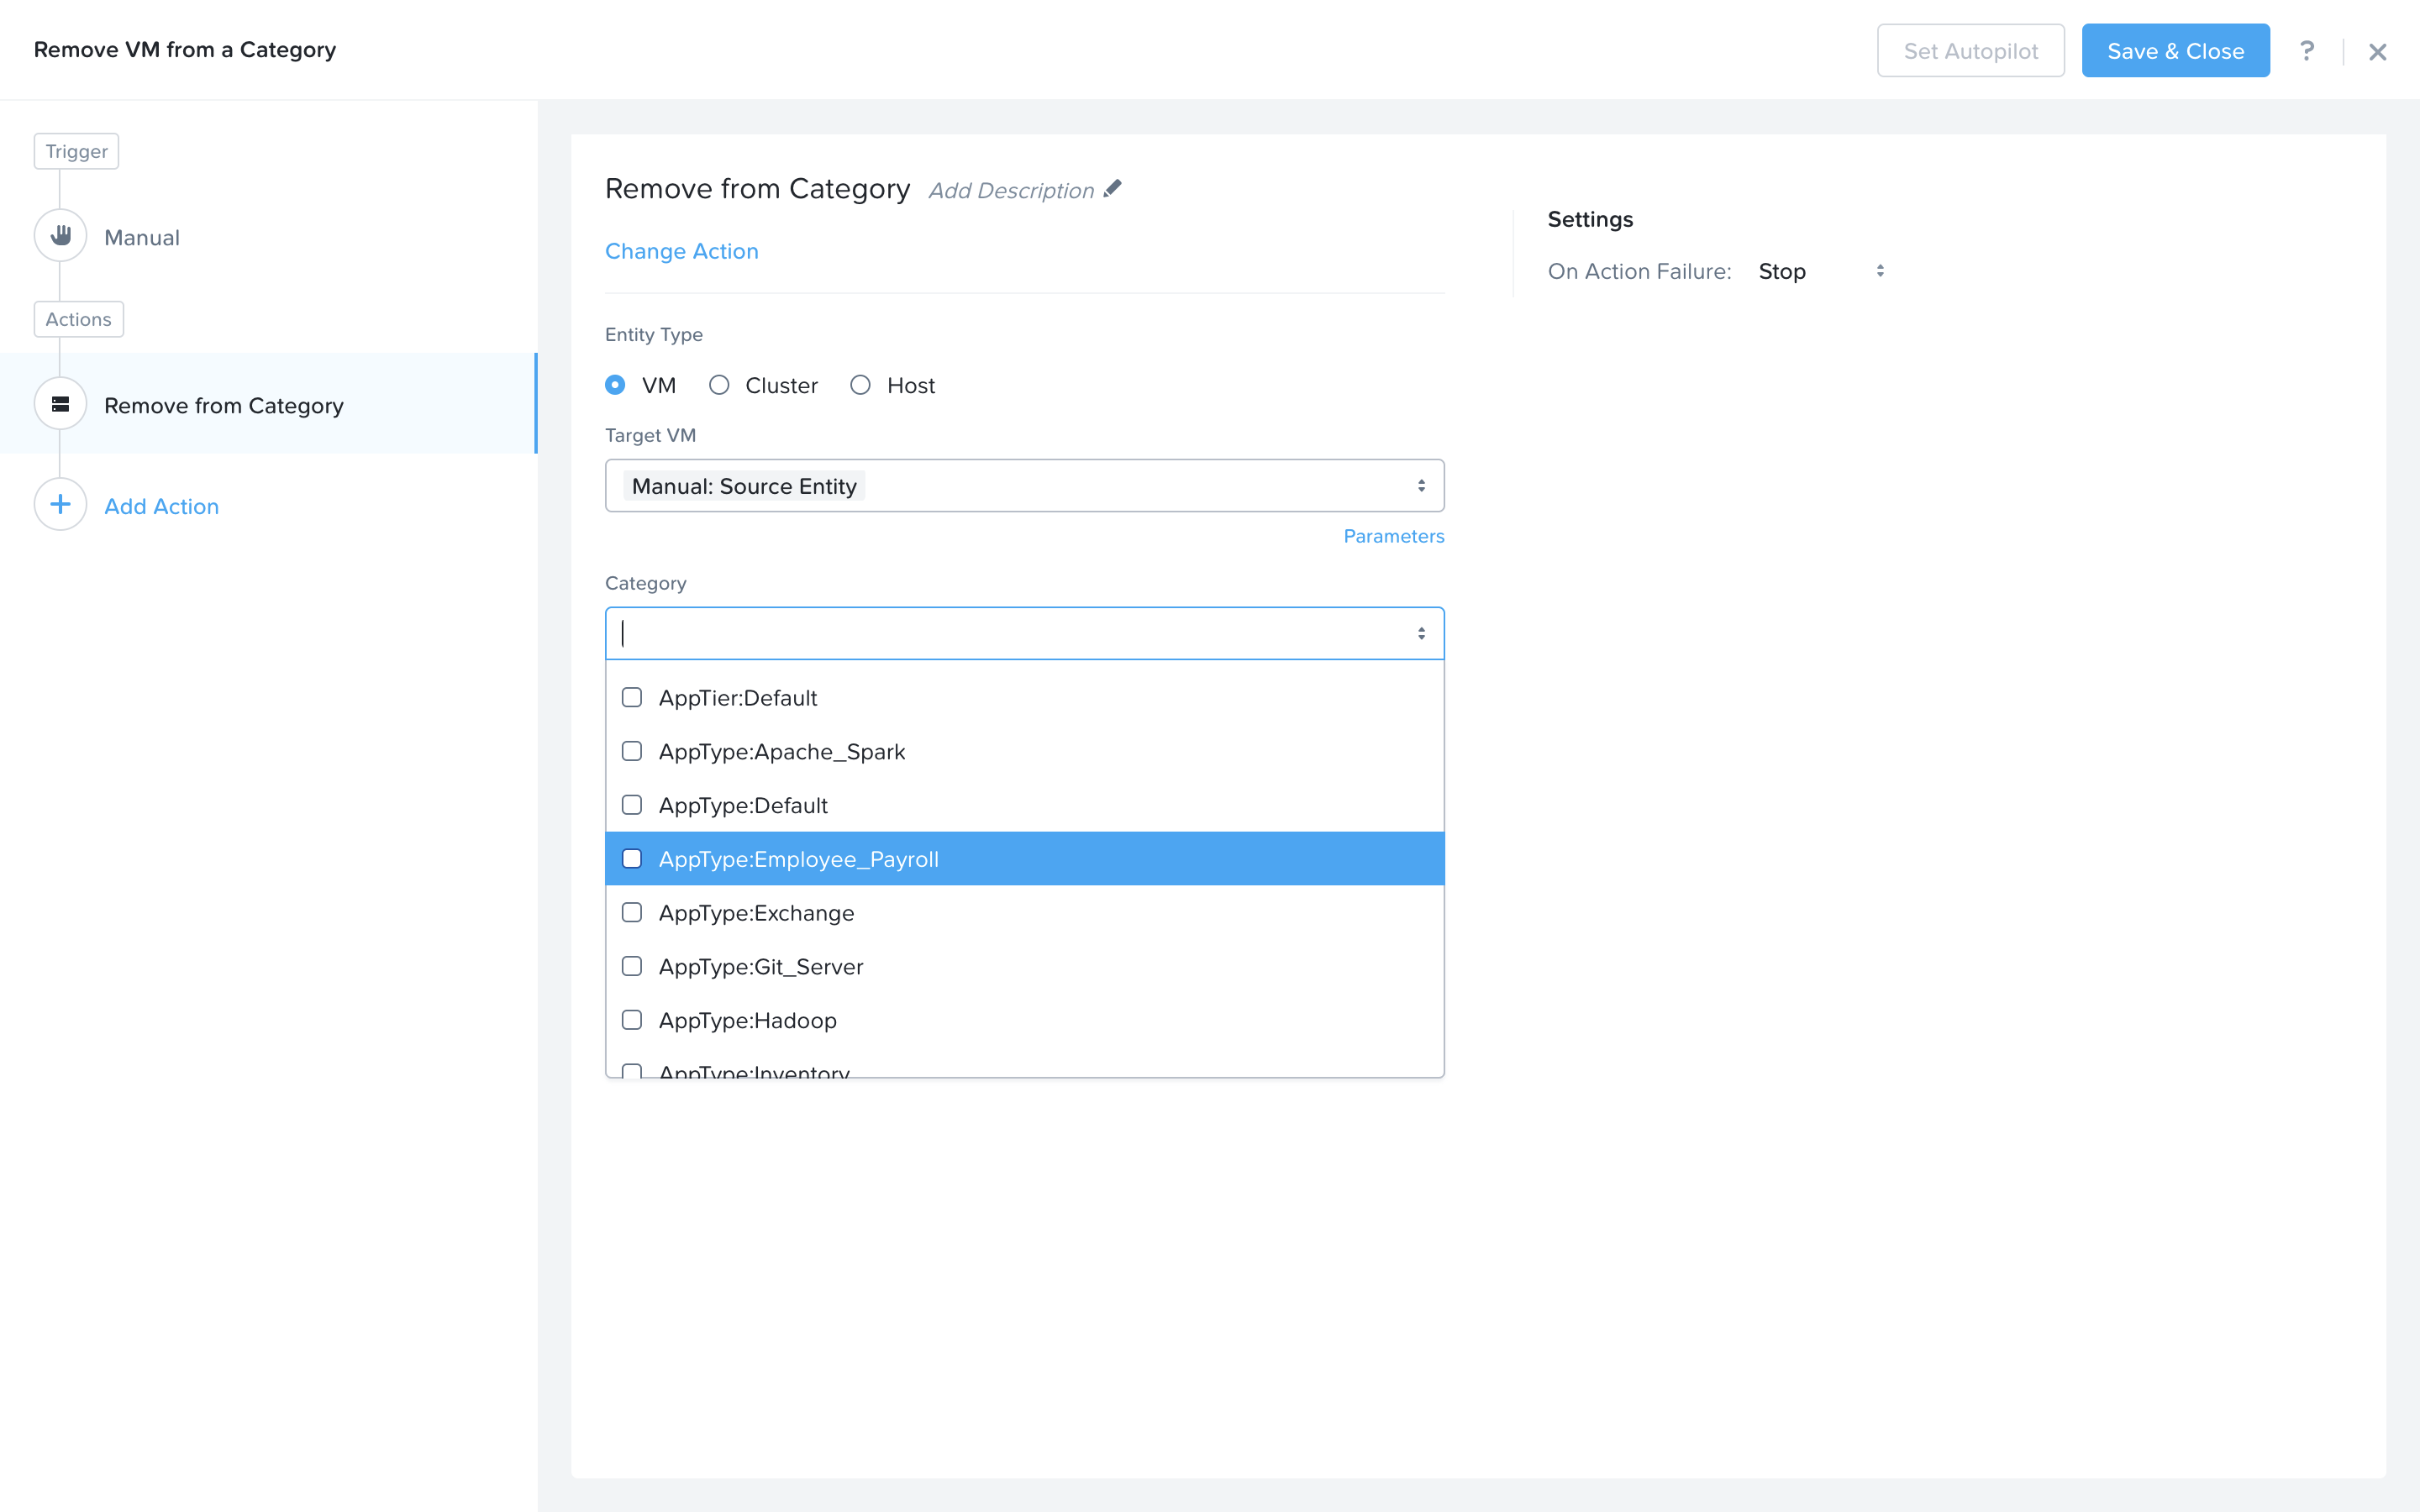 Remove VM from a Category
Set Autopilot
Save & Close
?
Trigger
Manual
Actions
Remove from Category
Add Action
Remove from Category Add Description
Change Action
Entity Type
VM Cluster Host
Target VM
Manual: Source Entity
Parameters
Category
AppTier:Default
AppType:Apache_Spark
AppType:Default
AppType:Employee_Payroll
AppType:Exchange
AppType:Git_Server
AppType:Hadoop
AppType:Inventory
Settings
On Action Failure: Stop